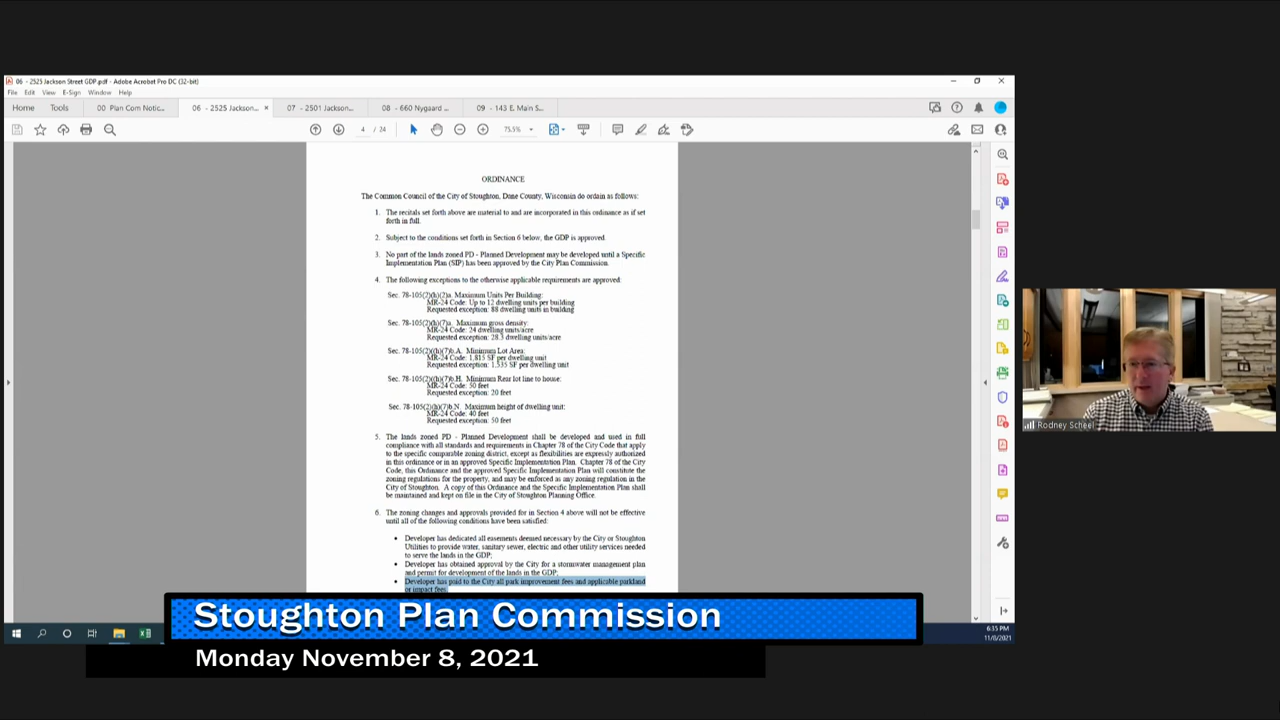 06 - 2525 Jackson Street GDP.pdf - Adobe Acrobat Pro DC (32-bit)
File Edit View E-Sign Window Help
Home Tools 00 Plan Com Notic... 06 - 2525 Jackson... × 07 - 2501 Jackson... 08 - 660 Nygaard ... 09 - 143 E. Main S...
4 / 24 75.5%
ORDINANCE
The Common Council of the City of Stoughton, Dane County, Wisconsin do ordain as follows:
1. The recitals set forth above are material to and are incorporated in this ordinance as if set
forth in full.
2. Subject to the conditions set forth in Section 6 below, the GDP is approved.
3. No part of the lands zoned PD - Planned Development may be developed until a Specific
Implementation Plan (SIP) has been approved by the City Plan Commission.
4. The following exceptions to the otherwise applicable requirements are approved:
Sec. 78-105(2)(h)(2)a. Maximum Units Per Building:
MR-24 Code: Up to 12 dwelling units per building
Requested exception: 88 dwelling units in building
Sec. 78-105(2)(h)(7)a. Maximum gross density:
MR-24 Code: 24 dwelling units/acre
Requested exception: 28.3 dwelling units/acre
Sec. 78-105(2)(h)(7)b.A. Minimum Lot Area:
MR-24 Code: 1,815 SF per dwelling unit
Requested exception: 1,535 SF per dwelling unit
Sec. 78-105(2)(h)(7)b.H. Minimum Rear lot line to house:
MR-24 Code: 50 feet
Requested exception: 20 feet
Sec. 78-105(2)(h)(7)b.N. Maximum height of dwelling unit:
MR-24 Code: 40 feet
Requested exception: 50 feet
5. The lands zoned PD - Planned Development shall be developed and used in full
compliance with all standards and requirements in Chapter 78 of the City Code that apply
to the specific comparable zoning district, except as flexibilities are expressly authorized
in this ordinance or in an approved Specific Implementation Plan. Chapter 78 of the City
Code, this Ordinance and the approved Specific Implementation Plan will constitute the
zoning regulations for the property, and may be enforced as any zoning regulation in the
City of Stoughton. A copy of this Ordinance and the Specific Implementation Plan shall
be maintained and kept on file in the City of Stoughton Planning Office.
6. The zoning changes and approvals provided for in Section 4 above will not be effective
until all of the following conditions have been satisfied:
• Developer has dedicated all easements deemed necessary by the City or Stoughton
Utilities to provide water, sanitary sewer, electric and other utility services needed
to serve the lands in the GDP;
• Developer has obtained approval by the City for a stormwater management plan
and permit for development of the lands in the GDP;
• Developer has paid to the City all park improvement fees and applicable parkland
or impact fees.
Rodney Scheel
6:35 PM
11/8/2021
Stoughton Plan Commission
Monday November 8, 2021